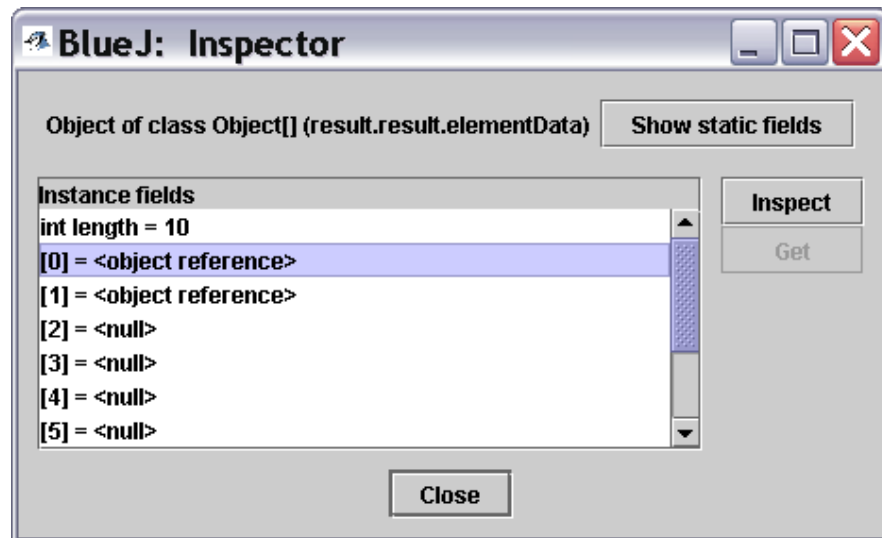 BlueJ: Inspector
Object of class Object[] (result.result.elementData)
Show static fields
Instance fields
int length = 10
[0] = <object reference>
[1] = <object reference>
[2] = <null>
[3] = <null>
[4] = <null>
[5] = <null>
Inspect
Get
Close